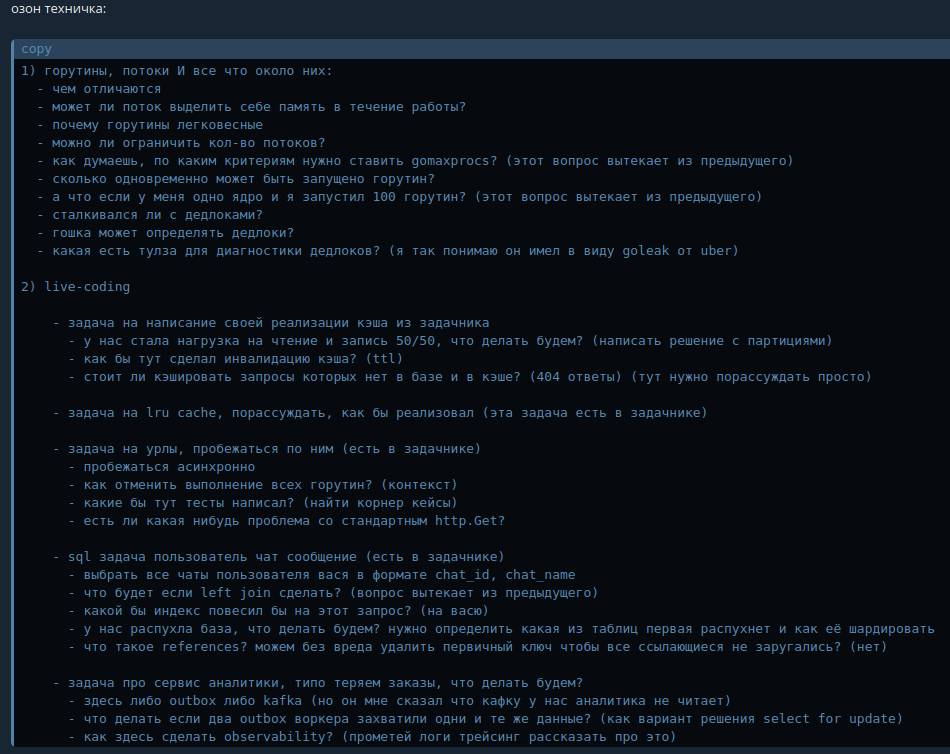 озон техничка:
copy
1) горутины, потоки И все что около них:
- чем отличаются
- может ли поток выделить себе память в течение работы?
- почему горутины легковесные
- можно ли ограничить кол-во потоков?
- как думаешь, по каким критериям нужно ставить gomaxprocs? (этот вопрос вытекает из предыдущего)
- сколько одновременно может быть запущено горутин?
- а что если у меня одно ядро и я запустил 100 горутин? (этот вопрос вытекает из предыдущего)
- сталкивался ли с дедлоками?
- гошка может определять дедлоки?
- какая есть тулза для диагностики дедлоков? (я так понимаю он имел в виду goleak от uber)
2) live-coding
- задача на написание своей реализации кэша из задачника
- у нас стала нагрузка на чтение и запись 50/50, что делать будем? (написать решение с партициями)
- как бы тут сделал инвалидацию кэша? (ttl)
- стоит ли кэшировать запросы которых нет в базе и в кэше? (404 ответы) (тут нужно порассуждать просто)
- задача на lru cache, порассуждать, как бы реализовал (эта задача есть в задачнике)
- задача на урлы, пробежаться по ним (есть в задачнике)
- пробежаться асинхронно
- как отменить выполнение всех горутин? (контекст)
- какие бы тут тесты написал? (найти корнер кейсы)
- есть ли какая нибудь проблема со стандартным http.Get?
- sql задача пользователь чат сообщение (есть в задачнике)
- выбрать все чаты пользователя вася в формате chat_id, chat_name
- что будет если left join сделать? (вопрос вытекает из предыдущего)
- какой бы индекс повесил бы на этот запрос? (на васю)
- у нас распухла база, что делать будем? нужно определить какая из таблиц первая распухнет и как её шардировать
- что такое references? можем без вреда удалить первичный ключ чтобы все ссылающиеся не заругались? (нет)
- задача про сервис аналитики, типо теряем заказы, что делать будем?
- здесь либо outbox либо kafka (но он мне сказал что кафку у нас аналитика не читает)
- что делать если два outbox воркера захватили одни и те же данные? (как вариант решения select for update)
- как здесь сделать observability? (прометей логи трейсинг рассказать про это)